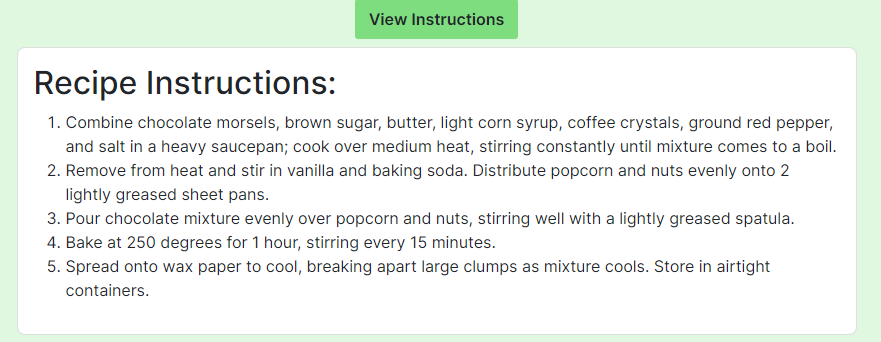 View Instructions
Recipe Instructions:
1. Combine chocolate morsels, brown sugar, butter, light corn syrup, coffee crystals, ground red pepper,
and salt in a heavy saucepan; cook over medium heat, stirring constantly until mixture comes to a boil.
2. Remove from heat and stir in vanilla and baking soda. Distribute popcorn and nuts evenly onto 2
lightly greased sheet pans.
3. Pour chocolate mixture evenly over popcorn and nuts, stirring well with a lightly greased spatula.
4. Bake at 250 degrees for 1 hour, stirring every 15 minutes.
5. Spread onto wax paper to cool, breaking apart large clumps as mixture cools. Store in airtight
containers.